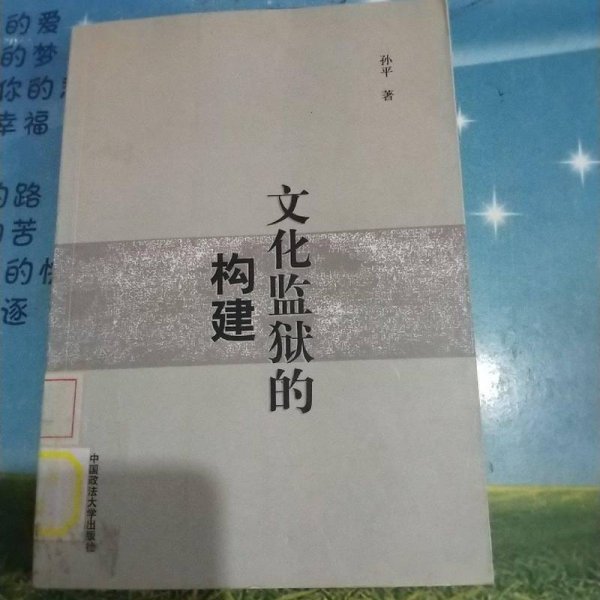 孙平 著
文化监狱的
构建
中国政法大学出版社
的爱
的梦
你的
幸福
的路
苦
的
逐